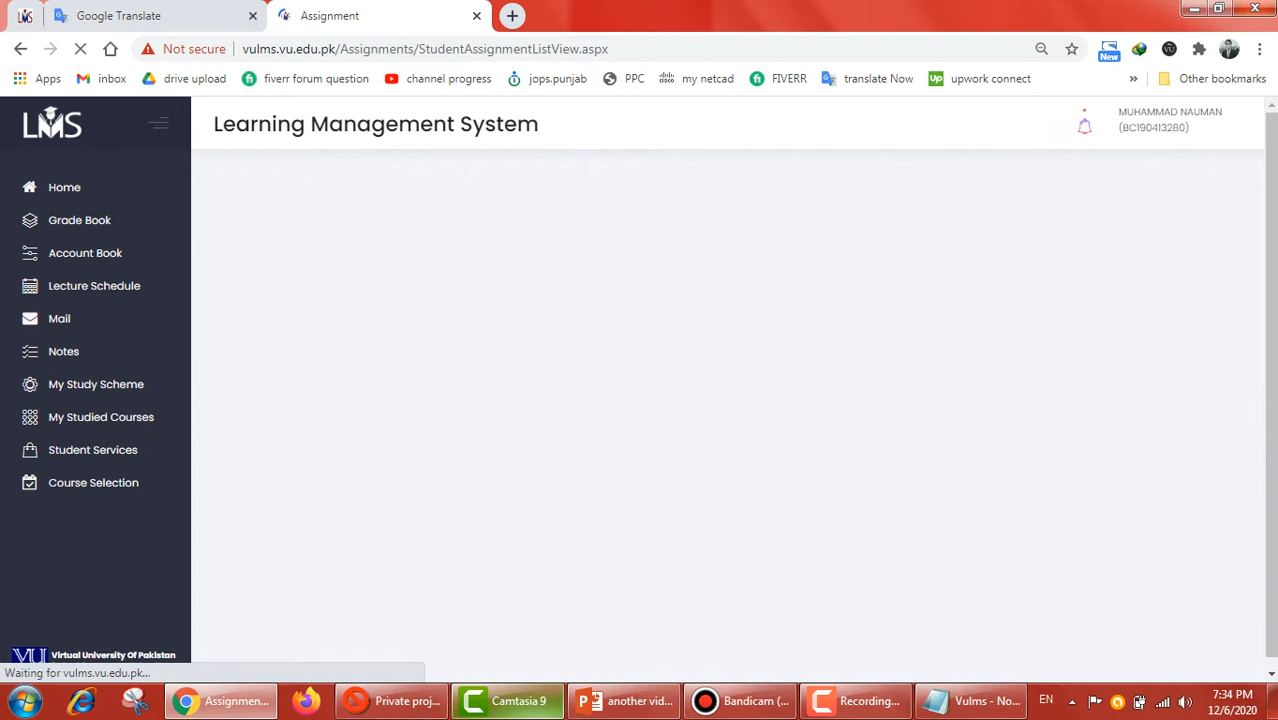 Google Translate
Assignment
Not secure
vulms.vu.edu.pk/Assignments/StudentAssignmentListView.aspx
New
Apps
inbox
drive upload
fiverr forum question
channel progress
jops.punjab
PPC
my netcad
FIVERR
translate Now
upwork connect
»
Other bookmarks
LMS
Learning Management System
MUHAMMAD NAUMAN
(BC190413280)
Home
Grade Book
Account Book
Lecture Schedule
Mail
Notes
My Study Scheme
My Studied Courses
Student Services
Course Selection
VU Virtual University Of Pakistan
Waiting for vulms.vu.edu.pk...
Assignmen...
Private proj...
Camtasia 9
another vid...
Bandicam (...
Recording...
Vulms - No...
EN
7:34 PM
12/6/2020